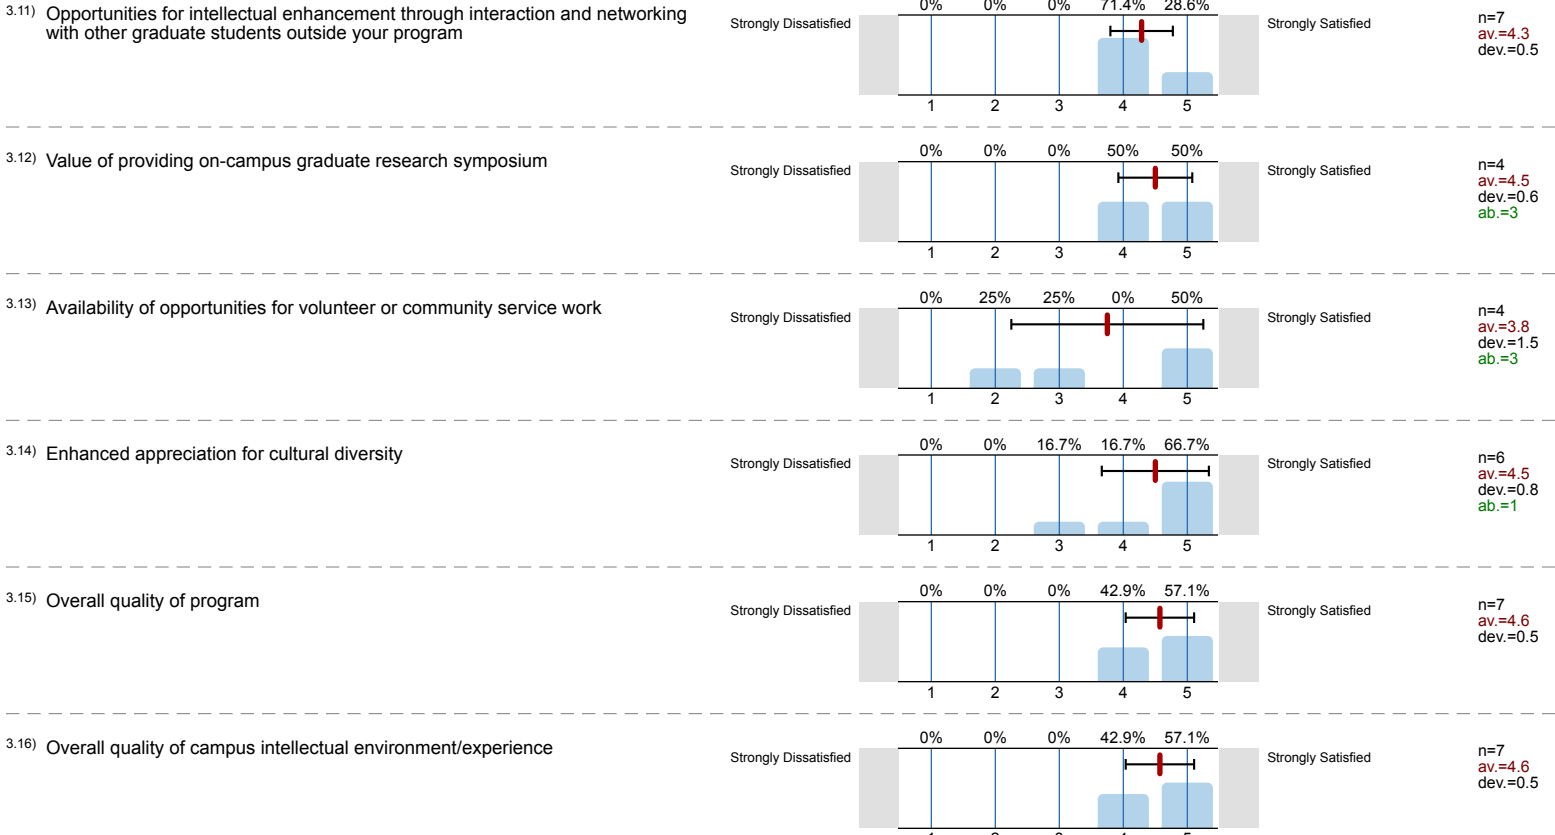 3.11) Opportunities for intellectual enhancement through interaction and networking
with other graduate students outside your program
Strongly Dissatisfied
0% 0% 0% 71.4% 28.6%
1 2 3 4 5
Strongly Satisfied
n=7
av.=4.3
dev.=0.5
3.12) Value of providing on-campus graduate research symposium
Strongly Dissatisfied
0% 0% 0% 50% 50%
1 2 3 4 5
Strongly Satisfied
n=4
av.=4.5
dev.=0.6
ab.=3
3.13) Availability of opportunities for volunteer or community service work
Strongly Dissatisfied
0% 25% 25% 0% 50%
1 2 3 4 5
Strongly Satisfied
n=4
av.=3.8
dev.=1.5
ab.=3
3.14) Enhanced appreciation for cultural diversity
Strongly Dissatisfied
0% 0% 16.7% 16.7% 66.7%
1 2 3 4 5
Strongly Satisfied
n=6
av.=4.5
dev.=0.8
ab.=1
3.15) Overall quality of program
Strongly Dissatisfied
0% 0% 0% 42.9% 57.1%
1 2 3 4 5
Strongly Satisfied
n=7
av.=4.6
dev.=0.5
3.16) Overall quality of campus intellectual environment/experience
Strongly Dissatisfied
0% 0% 0% 42.9% 57.1%
Strongly Satisfied
n=7
av.=4.6
dev.=0.5